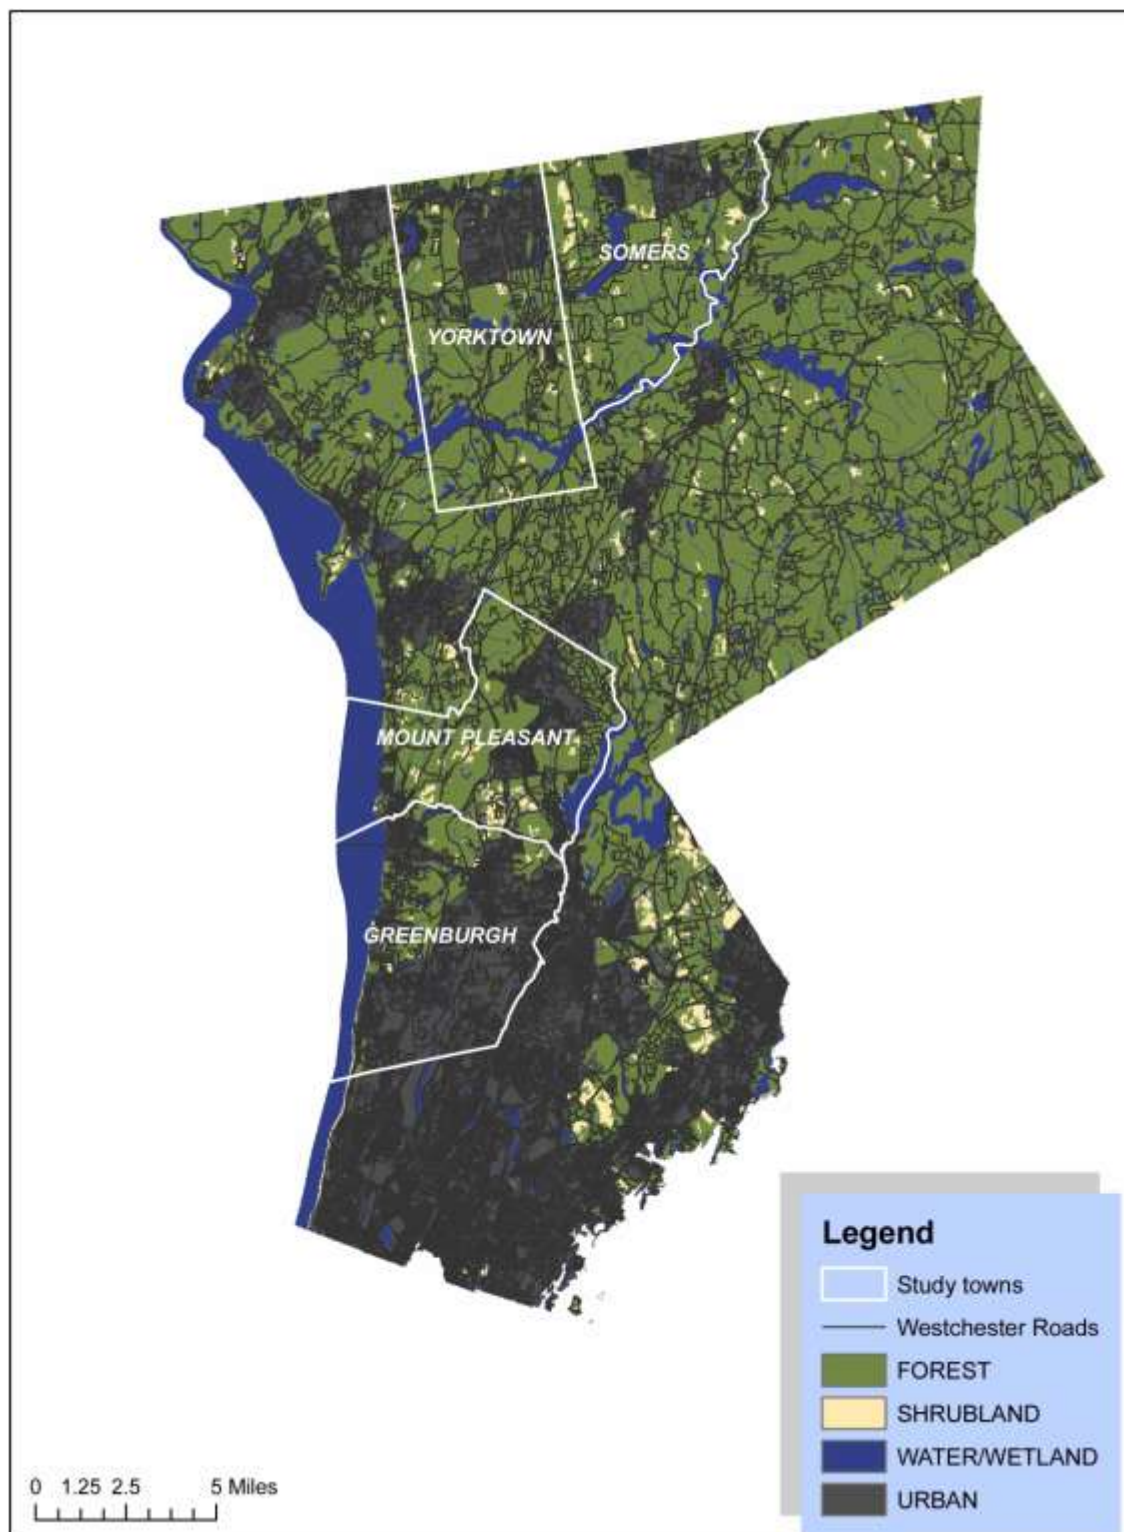 SOMERS
YORKTOWN
MOUNT PLEASANT
GREENBURGH
Legend
Study towns
Westchester Roads
FOREST
SHRUBLAND
WATER/WETLAND
URBAN
0 1.25 2.5 5 Miles